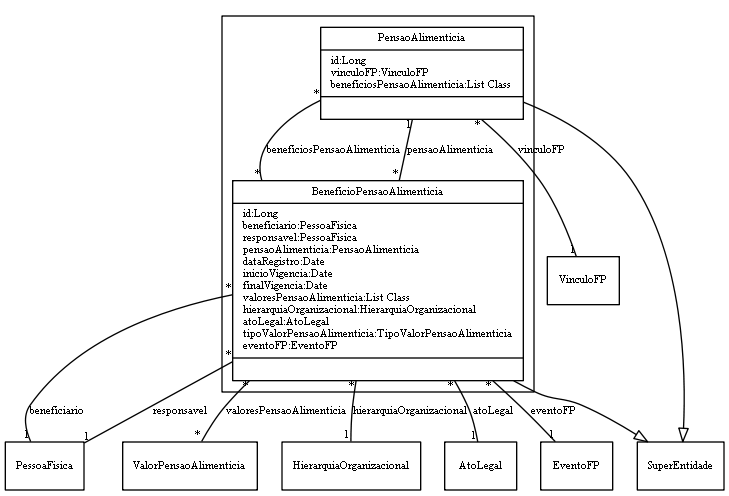 PensaoAlimenticia
id:Long
vinculoFP:VinculoFP
beneficiosPensaoAlimenticia:List Class
*
1
*
beneficiosPensaoAlimenticia
pensaoAlimenticia
vinculoFP
*
*
BeneficioPensaoAlimenticia
id:Long
beneficiario:PessoaFisica
responsavel:PessoaFisica
pensaoAlimenticia:PensaoAlimenticia
dataRegistro:Date
inicioVigencia:Date
finalVigencia:Date
valoresPensaoAlimenticia:List Class
hierarquiaOrganizacional:HierarquiaOrganizacional
atoLegal:AtoLegal
tipoValorPensaoAlimenticia:TipoValorPensaoAlimenticia
eventoFP:EventoFP
1
VinculoFP
*
*
*
*
*
*
beneficiario
responsavel
valoresPensaoAlimenticia
hierarquiaOrganizacional
atoLegal
eventoFP
1
1
*
1
1
1
PessoaFisica
ValorPensaoAlimenticia
HierarquiaOrganizacional
AtoLegal
EventoFP
SuperEntidade